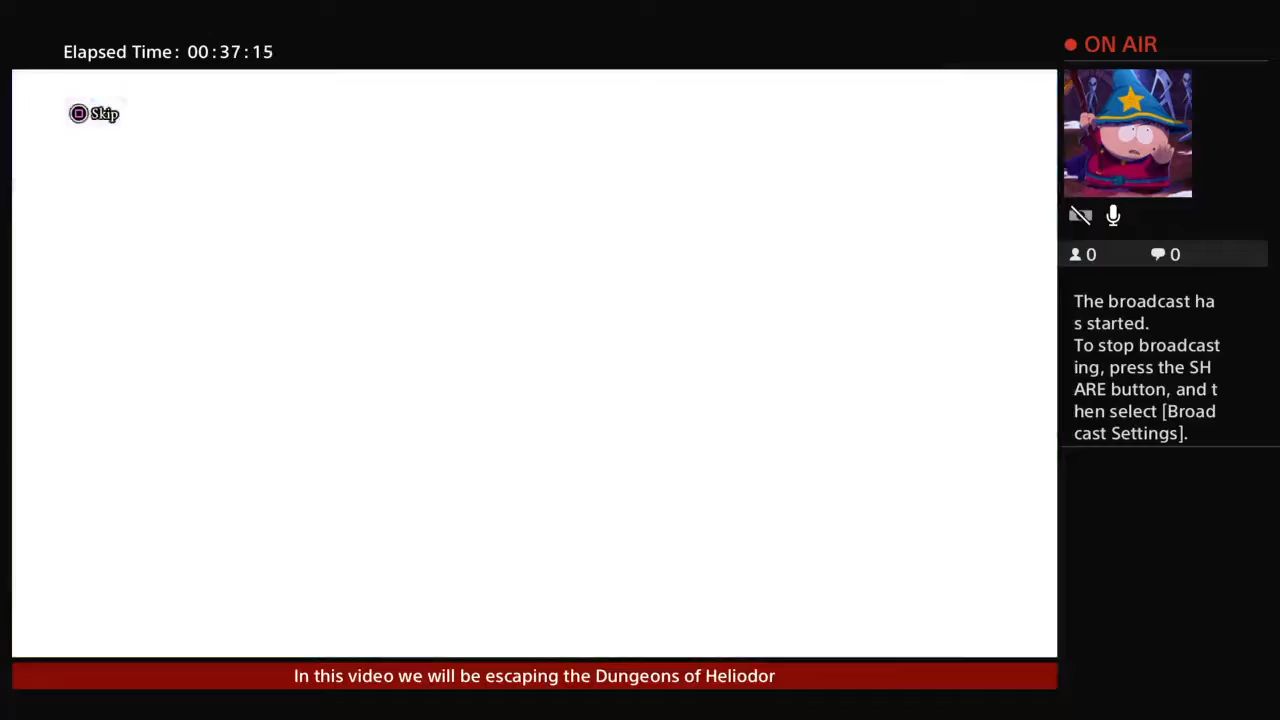 Elapsed Time: 00:37:15
ON AIR
Skip
0 0
The broadcast ha
s started.
To stop broadcast
ing, press the SH
ARE button, and t
hen select [Broad
cast Settings].
In this video we will be escaping the Dungeons of Heliodor